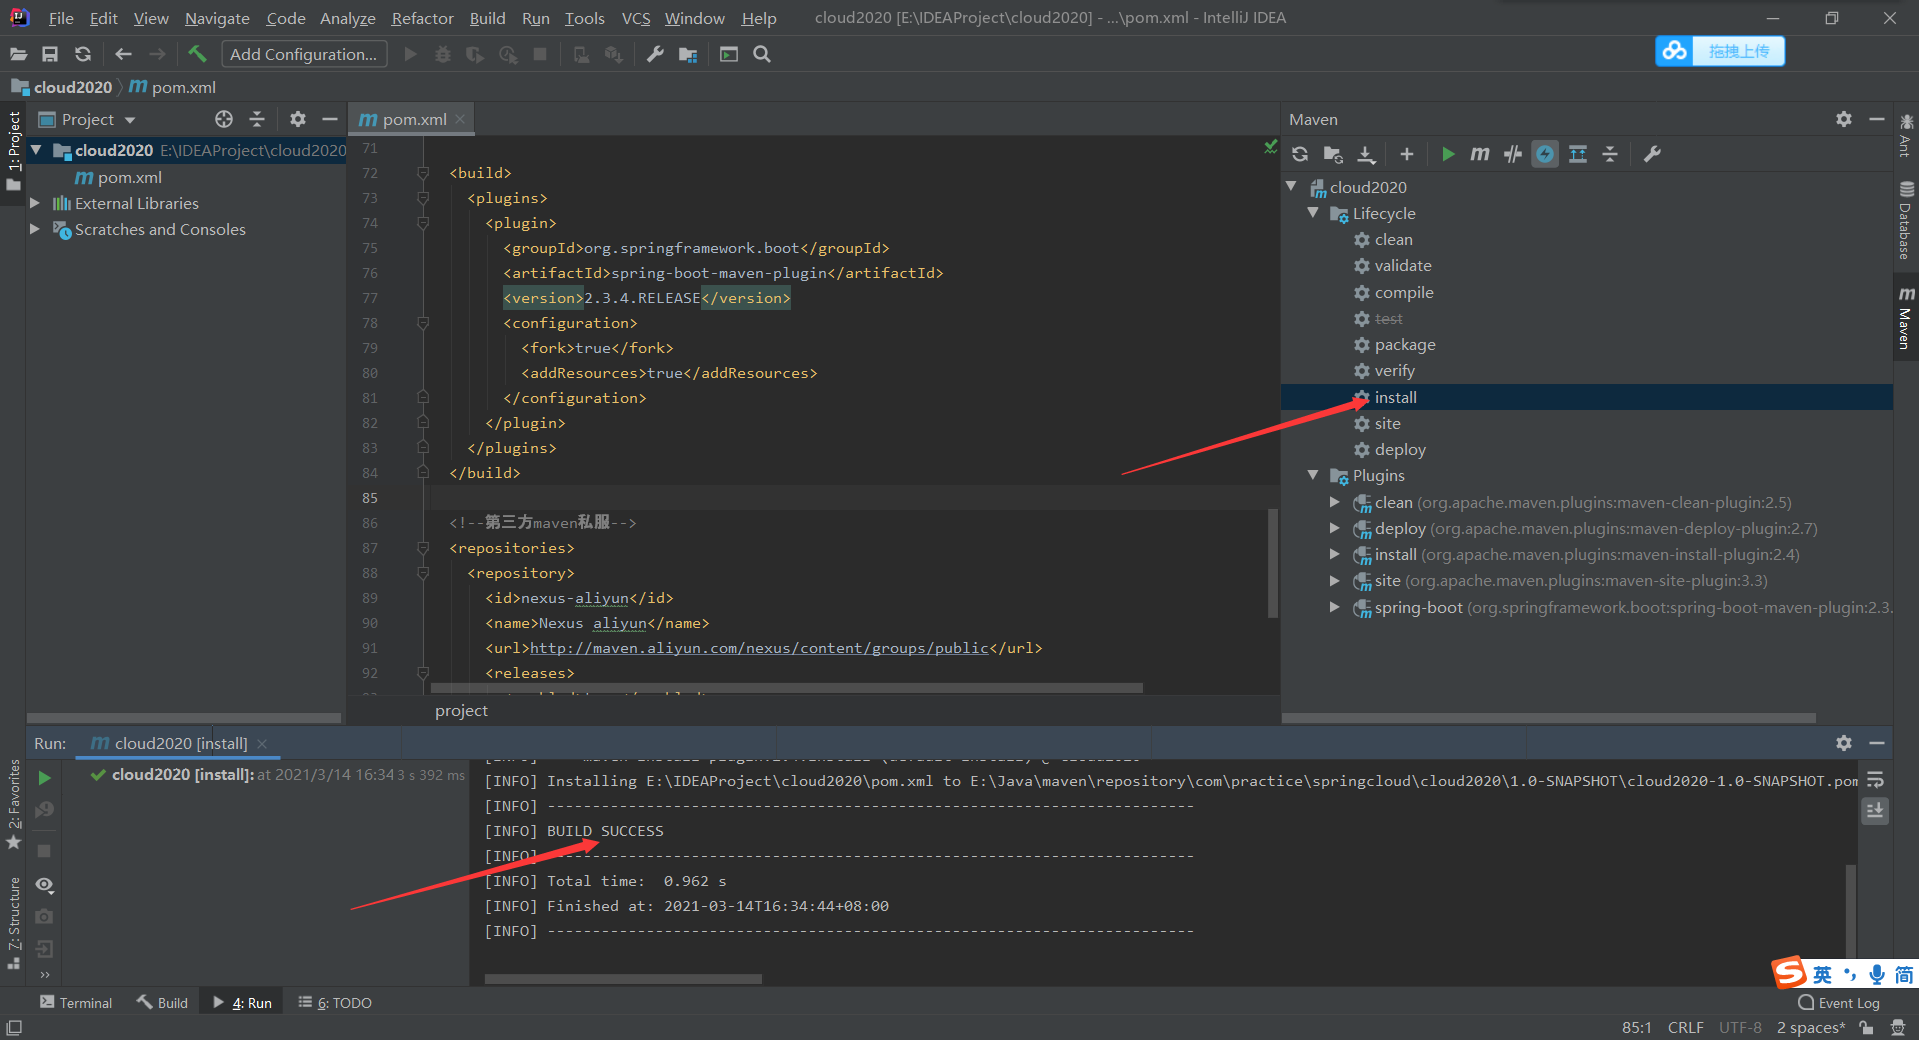 File Edit View Navigate Code Analyze Refactor Build Run Tools VCS Window Help cloud2020 [E:\IDEAProject\cloud2020] - ...\pom.xml - IntelliJ IDEA
Add Configuration...
拖拽上传
cloud2020 pom.xml
1: Project
Project
cloud2020 E:\IDEAProject\cloud2020
pom.xml
External Libraries
Scratches and Consoles
pom.xml
71
72 <build>
73 <plugins>
74 <plugin>
75 <groupId>org.springframework.boot</groupId>
76 <artifactId>spring-boot-maven-plugin</artifactId>
77 <version>2.3.4.RELEASE</version>
78 <configuration>
79 <fork>true</fork>
80 <addResources>true</addResources>
81 </configuration>
82 </plugin>
83 </plugins>
84 </build>
85
86 <!--第三方maven私服-->
87 <repositories>
88 <repository>
89 <id>nexus-aliyun</id>
90 <name>Nexus aliyun</name>
91 <url>http://maven.aliyun.com/nexus/content/groups/public</url>
92 <releases>
project
Maven
cloud2020
Lifecycle
clean
validate
compile
test
package
verify
install
site
deploy
Plugins
clean (org.apache.maven.plugins:maven-clean-plugin:2.5)
deploy (org.apache.maven.plugins:maven-deploy-plugin:2.7)
install (org.apache.maven.plugins:maven-install-plugin:2.4)
site (org.apache.maven.plugins:maven-site-plugin:3.3)
spring-boot (org.springframework.boot:spring-boot-maven-plugin:2.3.
Ant
Database
Maven
2: Favorites
7: Structure
Run: cloud2020 [install]
cloud2020 [install]: at 2021/3/14 16:34 3 s 392 ms
[INFO] Installing E:\IDEAProject\cloud2020\pom.xml to E:\Java\maven\repository\com\practice\springcloud\cloud2020\1.0-SNAPSHOT\cloud2020-1.0-SNAPSHOT.pom
[INFO] ------------------------------------------------------------------------
[INFO] BUILD SUCCESS
[INFO] ------------------------------------------------------------------------
[INFO] Total time:  0.962 s
[INFO] Finished at: 2021-03-14T16:34:44+08:00
[INFO] ------------------------------------------------------------------------
英 简
Terminal Build 4: Run 6: TODO Event Log
85:1 CRLF UTF-8 2 spaces*